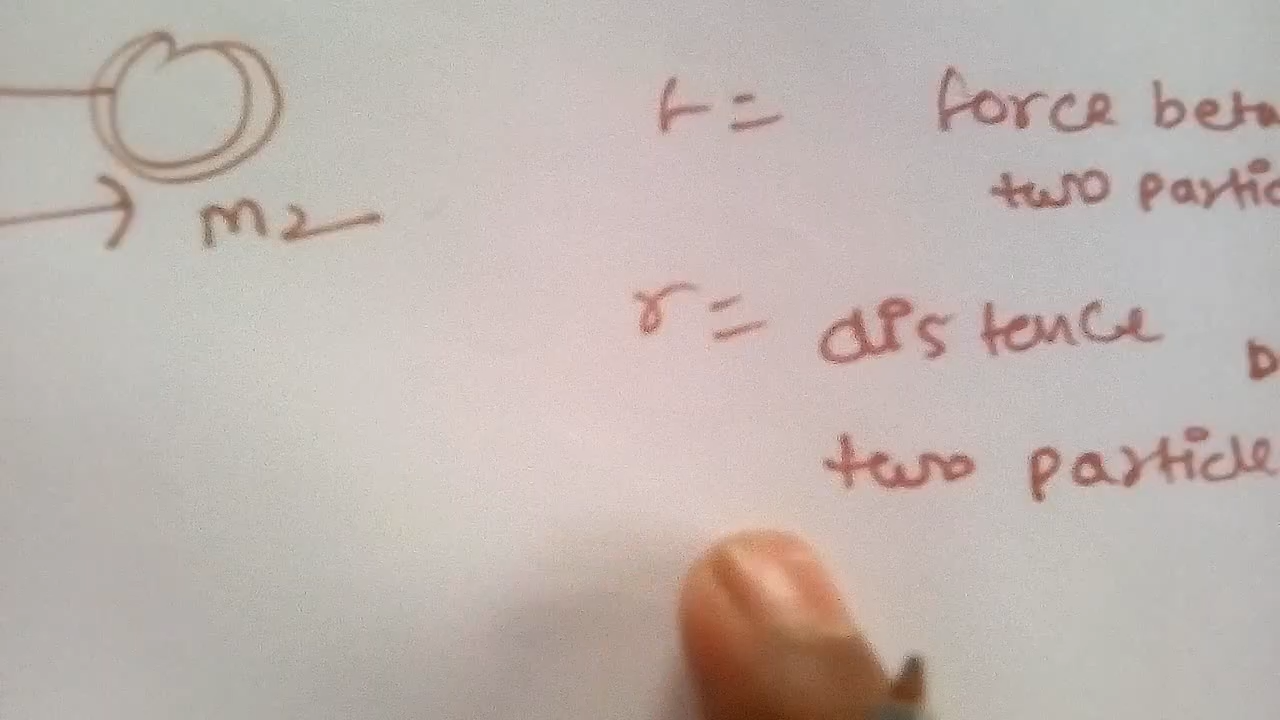 m2
F = force betw
two partic
r = distence B
two particle